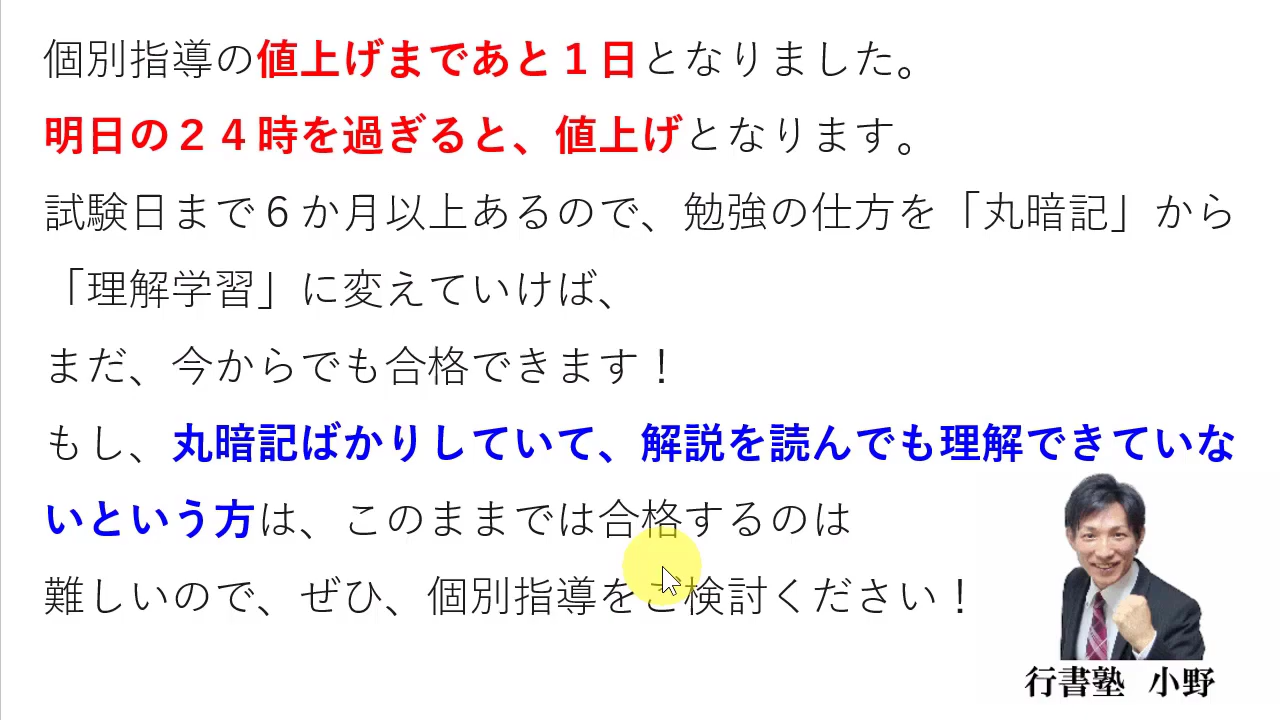 個別指導の値上げまであと１日となりました。
明日の２４時を過ぎると、値上げとなります。
試験日まで６か月以上あるので、勉強の仕方を「丸暗記」から
「理解学習」に変えていけば、
まだ、今からでも合格できます！
もし、丸暗記ばかりしていて、解説を読んでも理解できていな
いという方は、このままでは合格するのは
難しいので、ぜひ、個別指導をご検討ください！
行書塾 小野